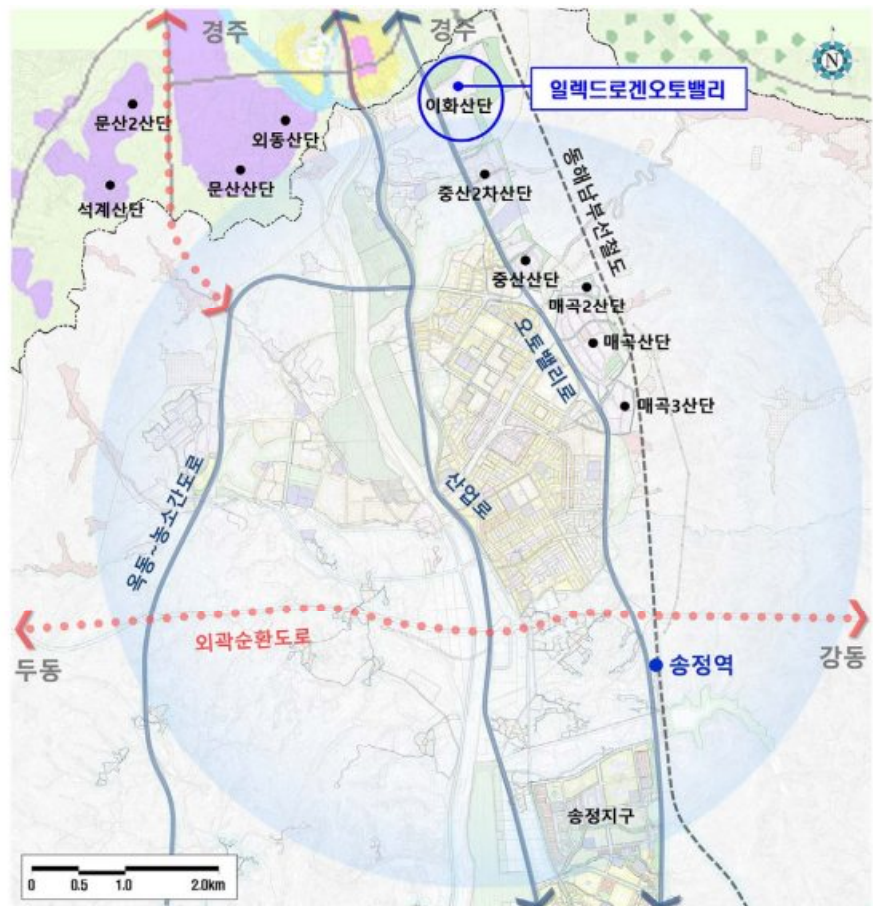 경주
경주
N
일렉드로겐오토밸리
이화산단
문산2산단
외동산단
문산산단
석계산단
중산2차산단
동해남부선철도
중산산단
매곡2산단
오토밸리로
매곡산단
매곡3산단
옥동~농소간도로
산업로
외곽순환도로
두동
강동
송정역
송정지구
0 0.5 1.0 2.0km